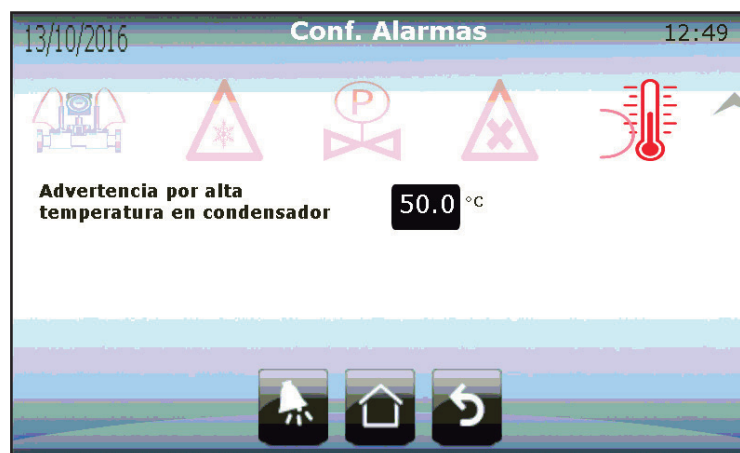 13/10/2016
Conf. Alarmas
12:49
P
Advertencia por alta
temperatura en condensador
50.0 °C